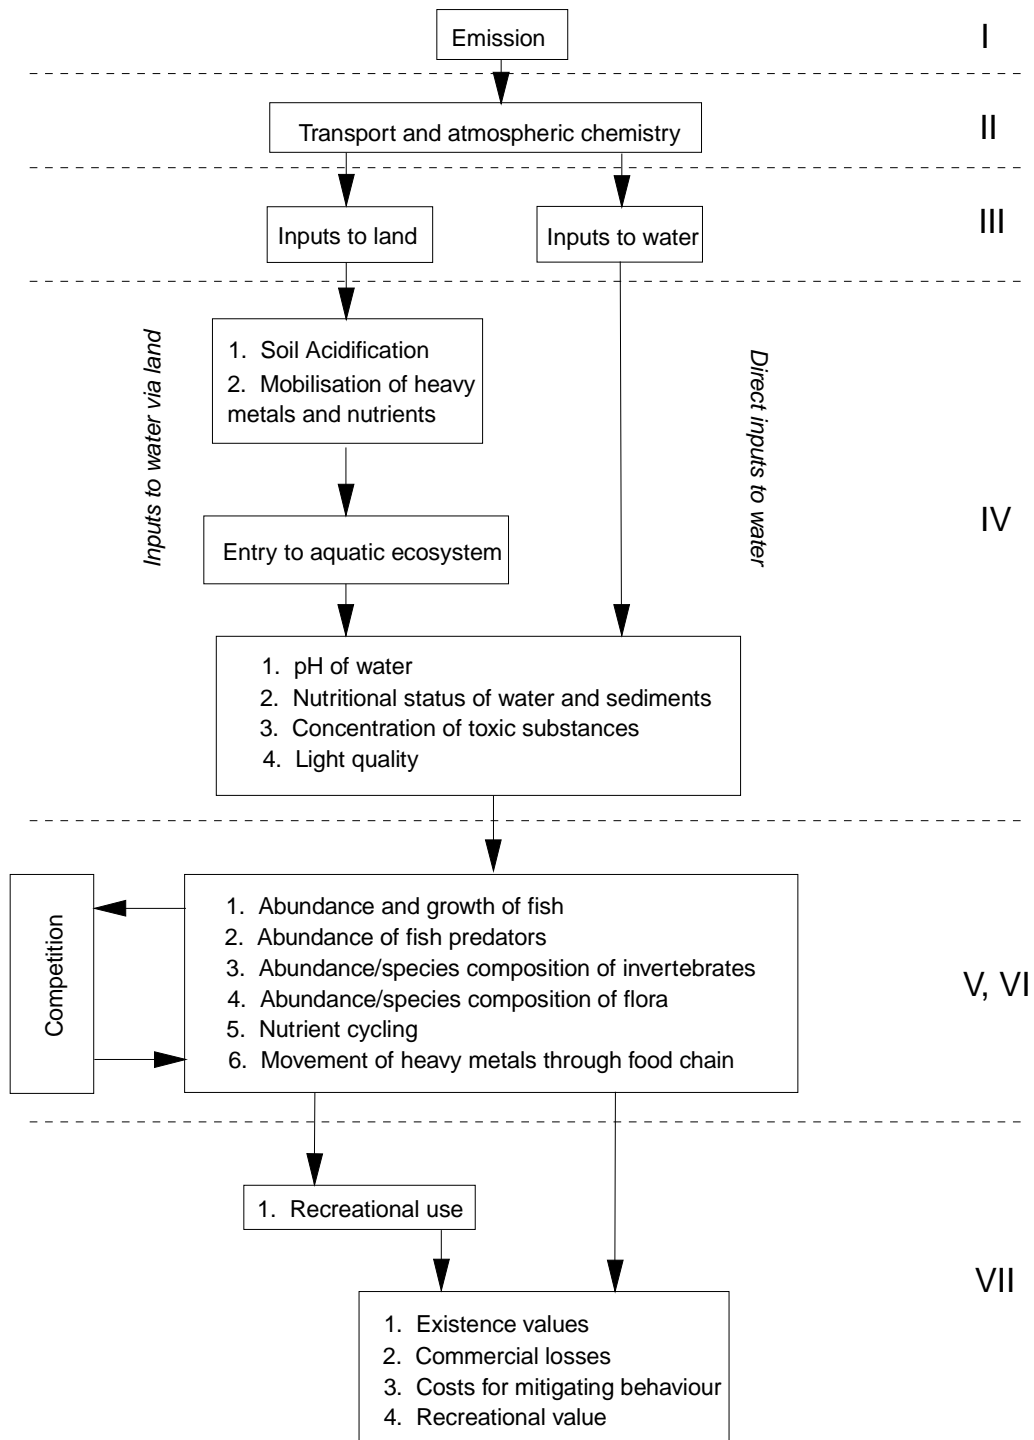 Emission
I
Transport and atmospheric chemistry
II
Inputs to land
Inputs to water
III
Inputs to water via land
1. Soil Acidification
2. Mobilisation of heavy
metals and nutrients
Direct inputs to water
IV
Entry to aquatic ecosystem
1. pH of water
2. Nutritional status of water and sediments
3. Concentration of toxic substances
4. Light quality
Competition
1. Abundance and growth of fish
2. Abundance of fish predators
3. Abundance/species composition of invertebrates
4. Abundance/species composition of flora
5. Nutrient cycling
6. Movement of heavy metals through food chain
V, VI
1. Recreational use
VII
1. Existence values
2. Commercial losses
3. Costs for mitigating behaviour
4. Recreational value